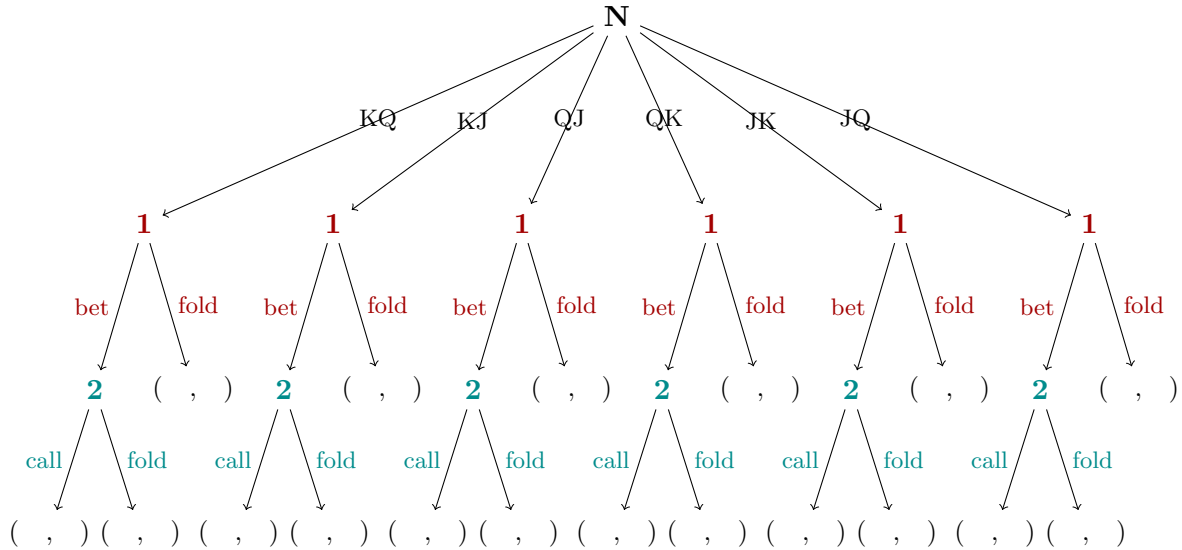 N
KQ KJ QJ QK JK JQ
1 1 1 1 1 1
bet fold bet fold bet fold bet fold bet fold bet fold
2 ( , ) 2 ( , ) 2 ( , ) 2 ( , ) 2 ( , ) 2 ( , )
call fold call fold call fold call fold call fold call fold
( , ) ( , ) ( , ) ( , ) ( , ) ( , ) ( , ) ( , ) ( , ) ( , ) ( , ) ( , )